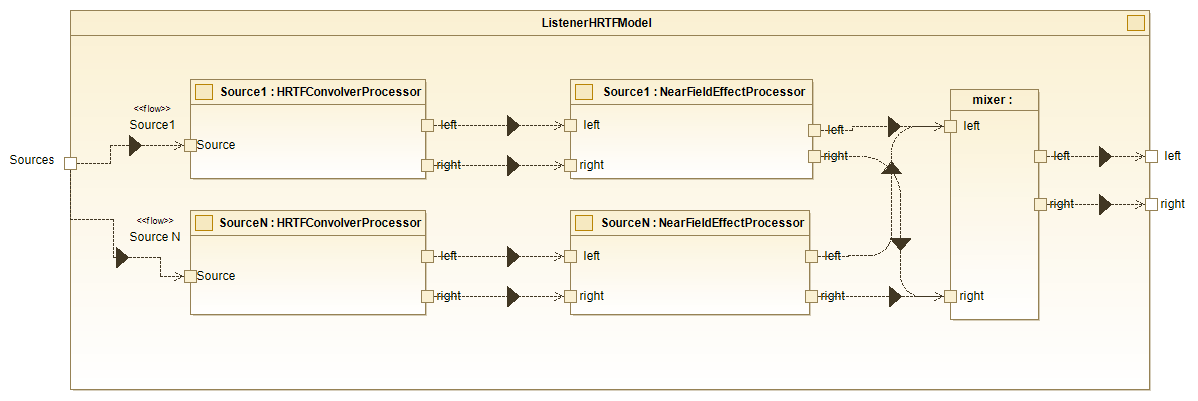 ListenerHRTFModel
Source1 : HRTFConvolverProcessor
Source1 : NearFieldEffectProcessor
mixer :
<<flow>>
Source1
Source
left
right
left
right
left
right
left
right
left
right
left
right
Sources
<<flow>>
Source N
SourceN : HRTFConvolverProcessor
SourceN : NearFieldEffectProcessor
Source
left
right
left
right
left
right